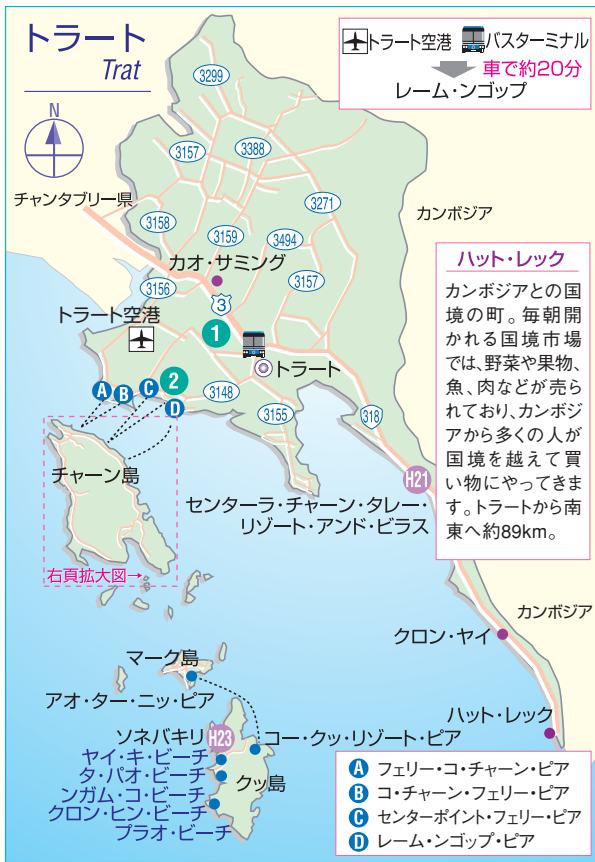 トラート
Trat
トラート空港 バスターミナル
車で約20分
レーム・ンゴップ
N
3299
3157
3388
チャンタブリー県
3271
カンボジア
3158
3159
3494
カオ・サミング
3157
3156
3
トラート空港
1
トラート
A
B
C
2
D
3148
3155
318
チャーン島
H21
センターラ・チャーン・タレー・
リゾート・アンド・ビラス
右頁拡大図→
ハット・レック
カンボジアとの国
境の町。毎朝開
かれる国境市場
では、野菜や果物、
魚、肉などが売ら
れており、カンボジ
アから多くの人が
国境を越えて買
い物にやってきま
す。トラートから南
東へ約89km。
カンボジア
クロン・ヤイ
マーク島
アオ・ター・ニッ・ピア
ハット・レック
ソネバキリ
H23
コー・クッ・リゾート・ピア
ヤイ・キ・ビーチ
タ・パオ・ビーチ
クッ島
ンガム・コ・ビーチ
クロン・ヒン・ビーチ
プラオ・ビーチ
A フェリー・コ・チャーン・ピア
B コ・チャーン・フェリー・ピア
C センターポイント・フェリー・ピア
D レーム・ンゴップ・ピア